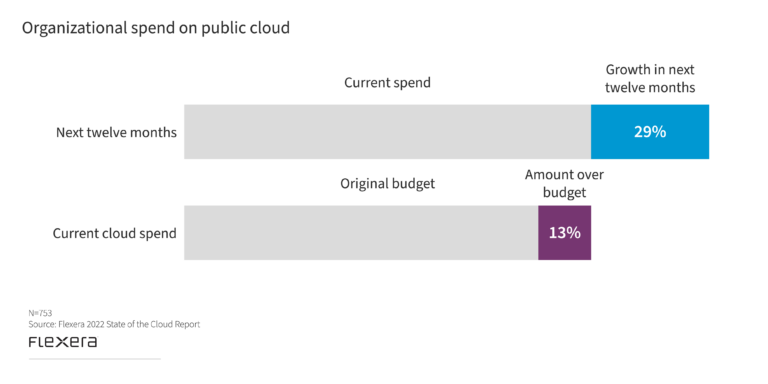 Organizational spend on public cloud
Current spend
Growth in next
twelve months
Next twelve months
29%
Original budget
Amount over
budget
Current cloud spend
13%
N=753
Source: Flexera 2022 State of the Cloud Report
FLEXERA